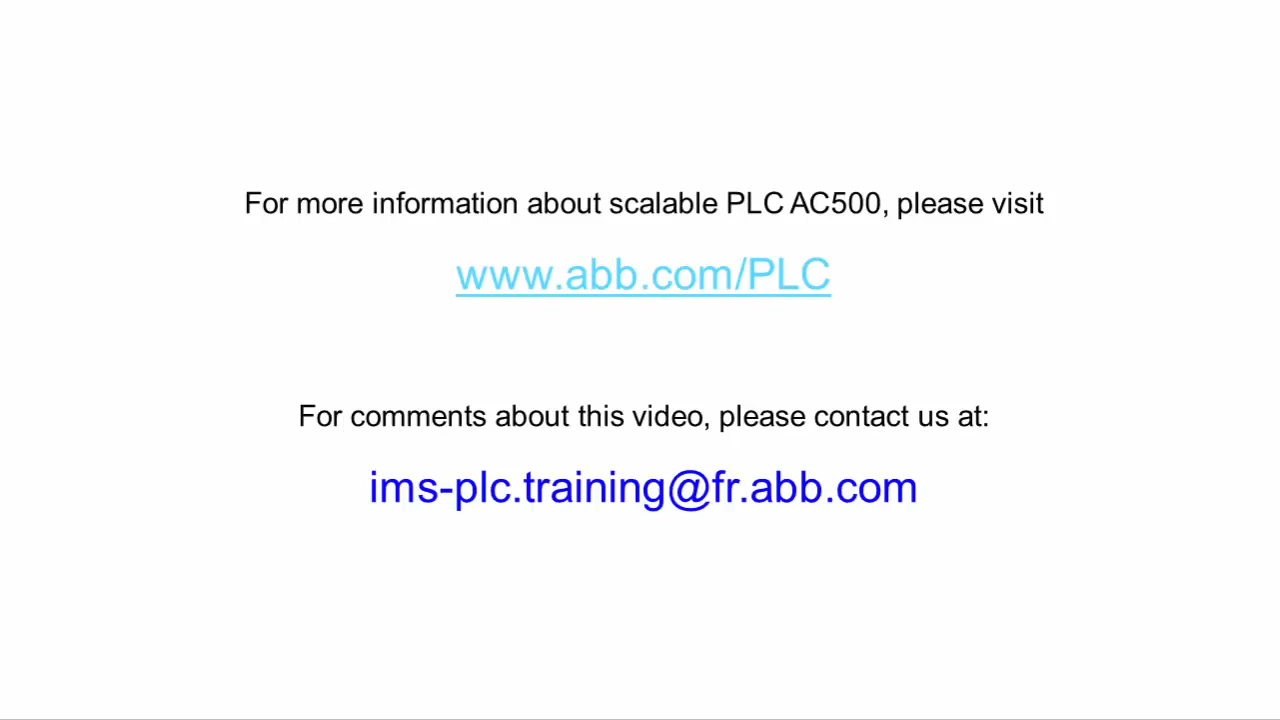 For more information about scalable PLC AC500, please visit
www.abb.com/PLC
For comments about this video, please contact us at:
ims-plc.training@fr.abb.com